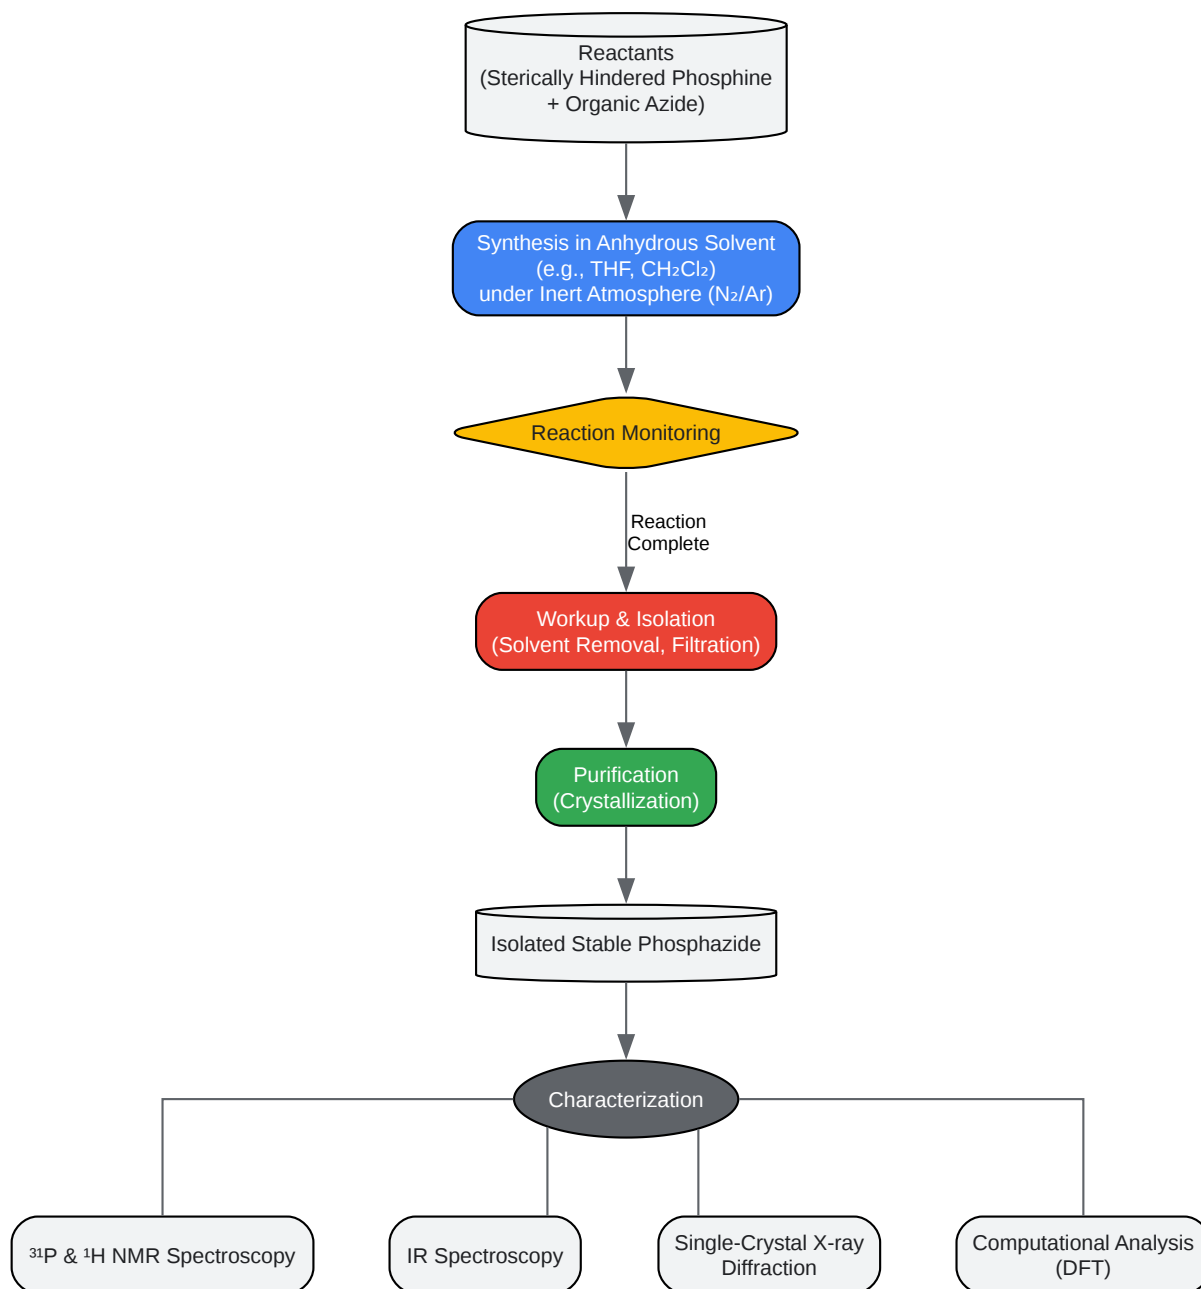 Reactants
(Sterically Hindered Phosphine
+ Organic Azide)
Synthesis in Anhydrous Solvent
(e.g., THF, CH₂Cl₂)
under Inert Atmosphere (N₂/Ar)
Reaction Monitoring
Reaction
Complete
Workup & Isolation
(Solvent Removal, Filtration)
Purification
(Crystallization)
Isolated Stable Phosphazide
Characterization
³¹P & ¹H NMR Spectroscopy
IR Spectroscopy
Single-Crystal X-ray
Diffraction
Computational Analysis
(DFT)